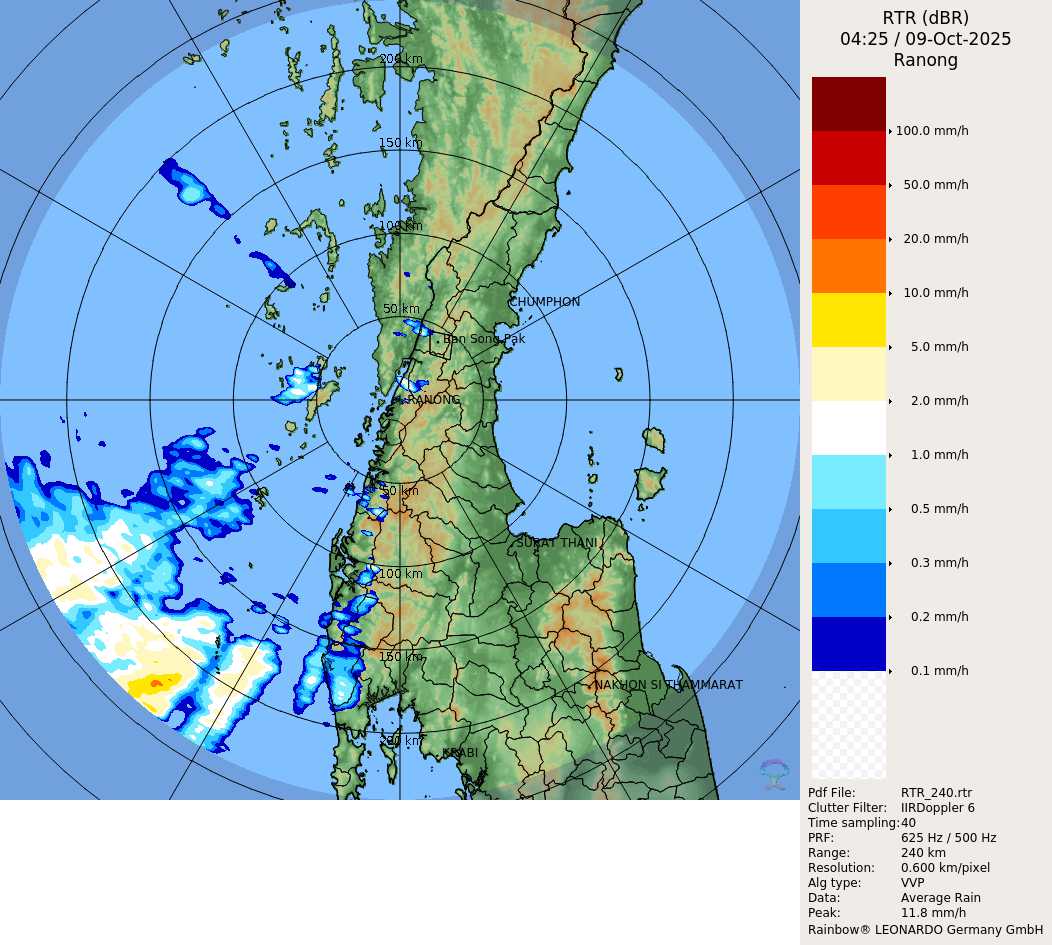 RTR (dBR)
04:25 / 09-Oct-2025
Ranong
100.0 mm/h
50.0 mm/h
20.0 mm/h
10.0 mm/h
5.0 mm/h
2.0 mm/h
1.0 mm/h
0.5 mm/h
0.3 mm/h
0.2 mm/h
0.1 mm/h
Pdf File: RTR_240.rtr
Clutter Filter: IIRDoppler 6
Time sampling:40
PRF: 625 Hz / 500 Hz
Range: 240 km
Resolution: 0.600 km/pixel
Alg type: VVP
Data: Average Rain
Peak: 11.8 mm/h
Rainbow® LEONARDO Germany GmbH
200 km
150 km
100 km
50 km
CHUMPHON
Ban Song Pak
RANONG
50 km
SURAT THANI
100 km
150 km
NAKHON SI THAMMARAT
200 km
KRABI